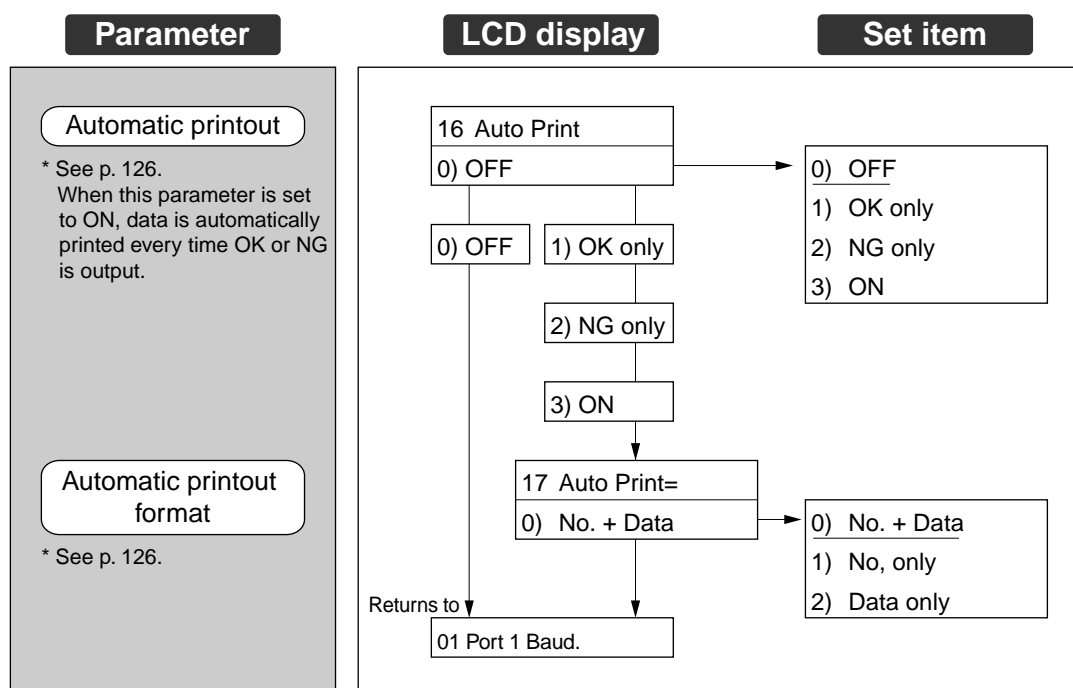 Parameter
LCD display
Set item
Automatic printout
* See p. 126.
When this parameter is set
to ON, data is automatically
printed every time OK or NG
is output.
16 Auto Print
0) OFF
0) OFF
1) OK only
2) NG only
3) ON
0) OFF
1) OK only
2) NG only
3) ON
Automatic printout
format
* See p. 126.
17 Auto Print=
0) No. + Data
0) No. + Data
1) No, only
2) Data only
Returns to
01 Port 1 Baud.